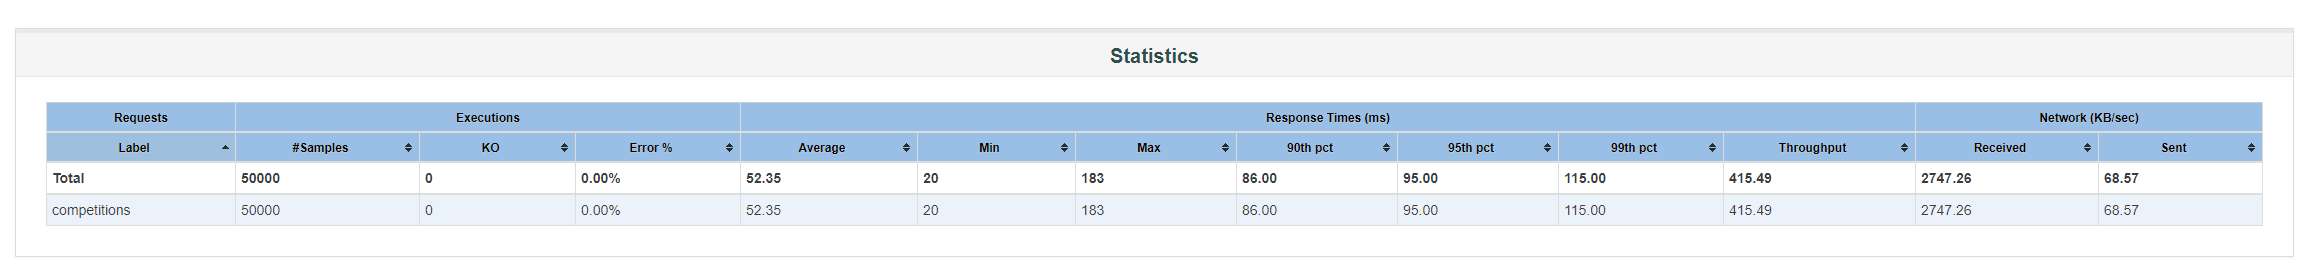 Statistics
Requests Executions Response Times (ms) Network (KB/sec)
Label #Samples KO Error % Average Min Max 90th pct 95th pct 99th pct Throughput Received Sent
Total 50000 0 0.00% 52.35 20 183 86.00 95.00 115.00 415.49 2747.26 68.57
competitions 50000 0 0.00% 52.35 20 183 86.00 95.00 115.00 415.49 2747.26 68.57